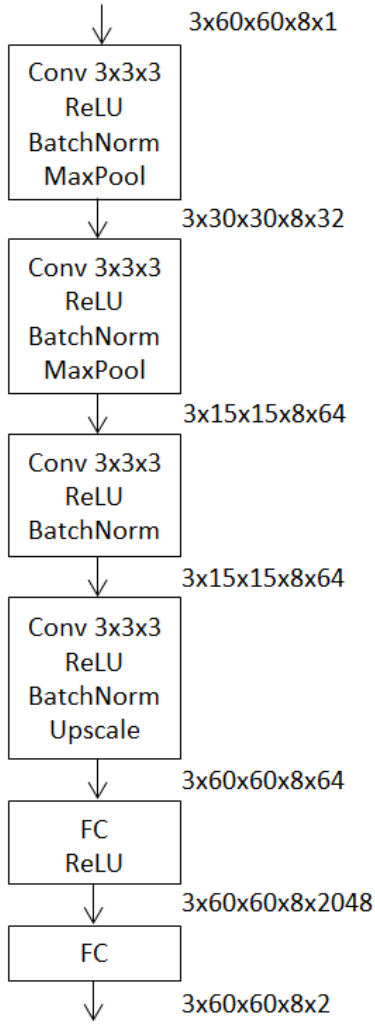 3x60x60x8x1
Conv 3x3x3
ReLU
BatchNorm
MaxPool
3x30x30x8x32
Conv 3x3x3
ReLU
BatchNorm
MaxPool
3x15x15x8x64
Conv 3x3x3
ReLU
BatchNorm
3x15x15x8x64
Conv 3x3x3
ReLU
BatchNorm
Upscale
3x60x60x8x64
FC
ReLU
3x60x60x8x2048
FC
3x60x60x8x2